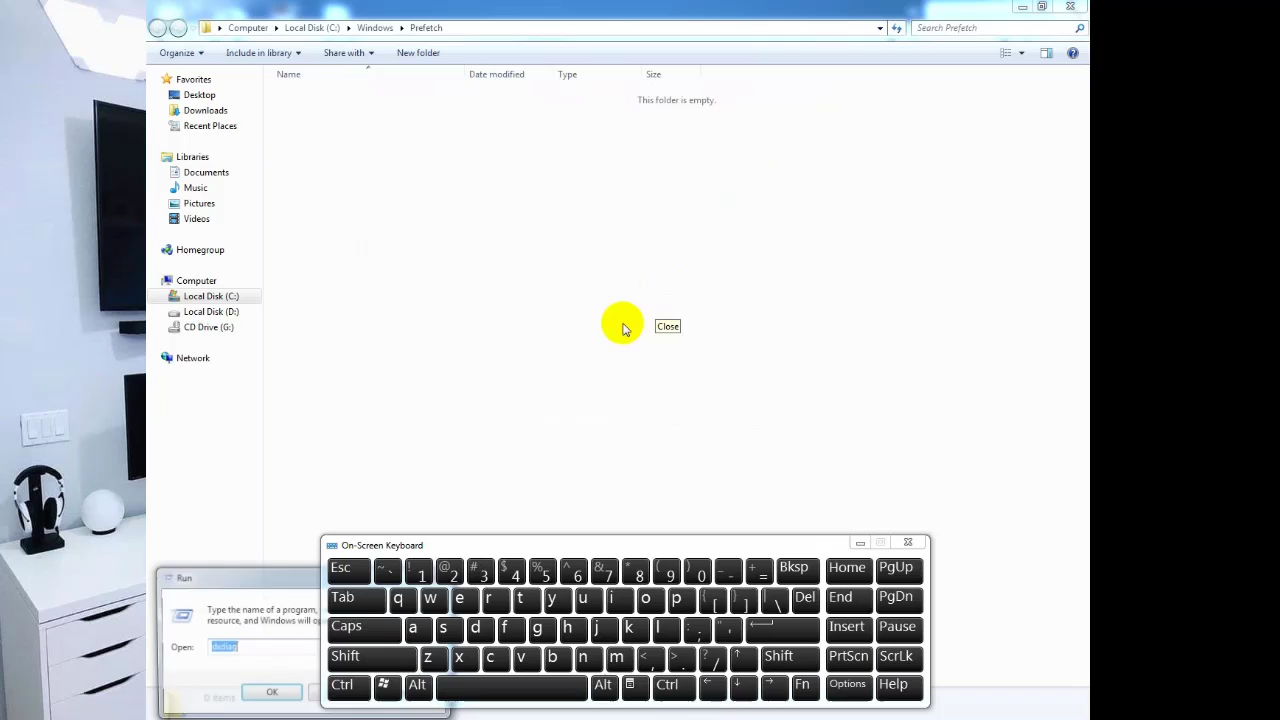 Computer Local Disk (C:) Windows Prefetch
Search Prefetch
Organize Include in library Share with New folder
Name Date modified Type Size
This folder is empty.
Favorites
Desktop
Downloads
Recent Places
Libraries
Documents
Music
Pictures
Videos
Homegroup
Computer
Local Disk (C:)
Local Disk (D:)
CD Drive (G:)
Network
Close
On-Screen Keyboard
Esc ~ ` ! 1 @ 2 # 3 $ 4 % 5 ^ 6 & 7 * 8 ( 9 ) 0 _ - + = Bksp Home PgUp
Tab q w e r t y u i o p { [ } ] | \ Del End PgDn
Caps a s d f g h j k l : ; " ' Insert Pause
Shift z x c v b n m < , > . ? / Shift PrtScn ScrLk
Ctrl Alt Alt Ctrl Fn Options Help
Run
Type the name of a program,
resource, and Windows will op
Open: dxdiag
OK
0 items